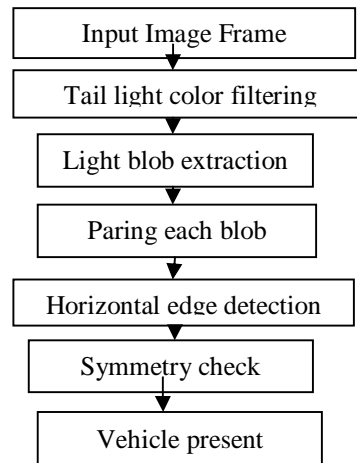 Input Image Frame
Tail light color filtering
Light blob extraction
Paring each blob
Horizontal edge detection
Symmetry check
Vehicle present